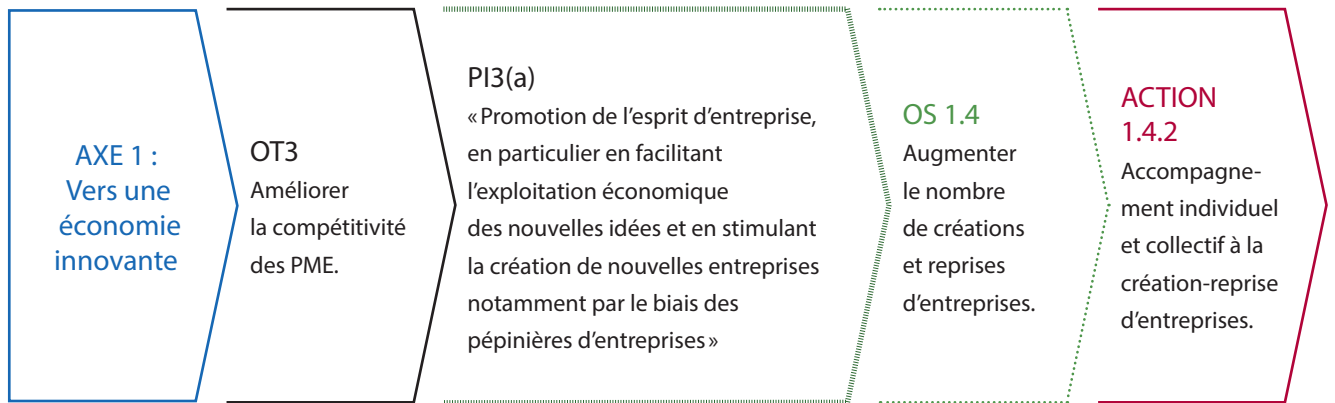 AXE 1 :
Vers une
économie
innovante
OT3
Améliorer
la compétitivité
des PME.
PI3(a)
« Promotion de l’esprit d’entreprise,
en particulier en facilitant
l’exploitation économique
des nouvelles idées et en stimulant
la création de nouvelles entreprises
notamment par le biais des
pépinières d’entreprises »
OS 1.4
Augmenter
le nombre
de créations
et reprises
d’entreprises.
ACTION
1.4.2
Accompagne-
ment individuel
et collectif à la
création-reprise
d’entreprises.